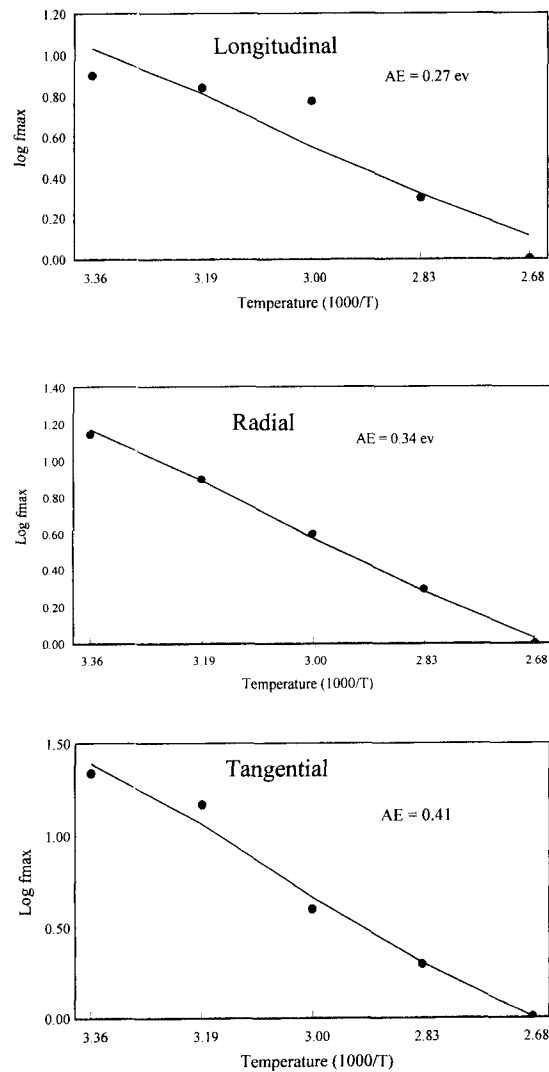 1.20
Longitudinal
1.00
AE = 0.27 ev
0.80
log fmax
0.60
0.40
0.20
0.00
3.36 3.19 3.00 2.83 2.68
Temperature (1000/T)
1.40
Radial
1.20
AE = 0.34 ev
1.00
Log fmax
0.80
0.60
0.40
0.20
0.00
3.36 3.19 3.00 2.83 2.68
Temperature (1000/T)
1.50
Tangential
AE = 0.41
1.00
Log fmax
0.50
0.00
3.36 3.19 3.00 2.83 2.68
Temperature (1000/T)